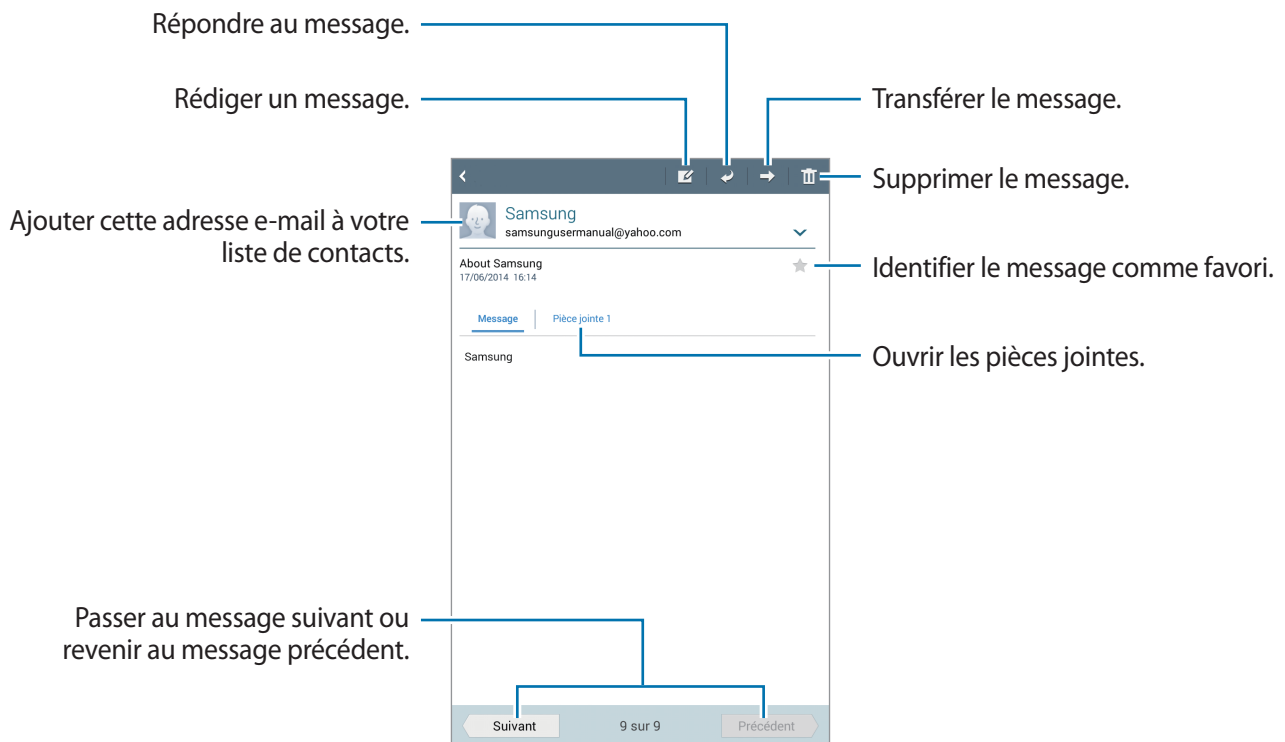 Répondre au message.
Rédiger un message.
Transférer le message.
Supprimer le message.
Ajouter cette adresse e-mail à votre
liste de contacts.
Samsung
samsungusermanual@yahoo.com
About Samsung
17/06/2014 16:14
Identifier le message comme favori.
Message
Pièce jointe 1
Ouvrir les pièces jointes.
Samsung
Passer au message suivant ou
revenir au message précédent.
Suivant
9 sur 9
Précédent